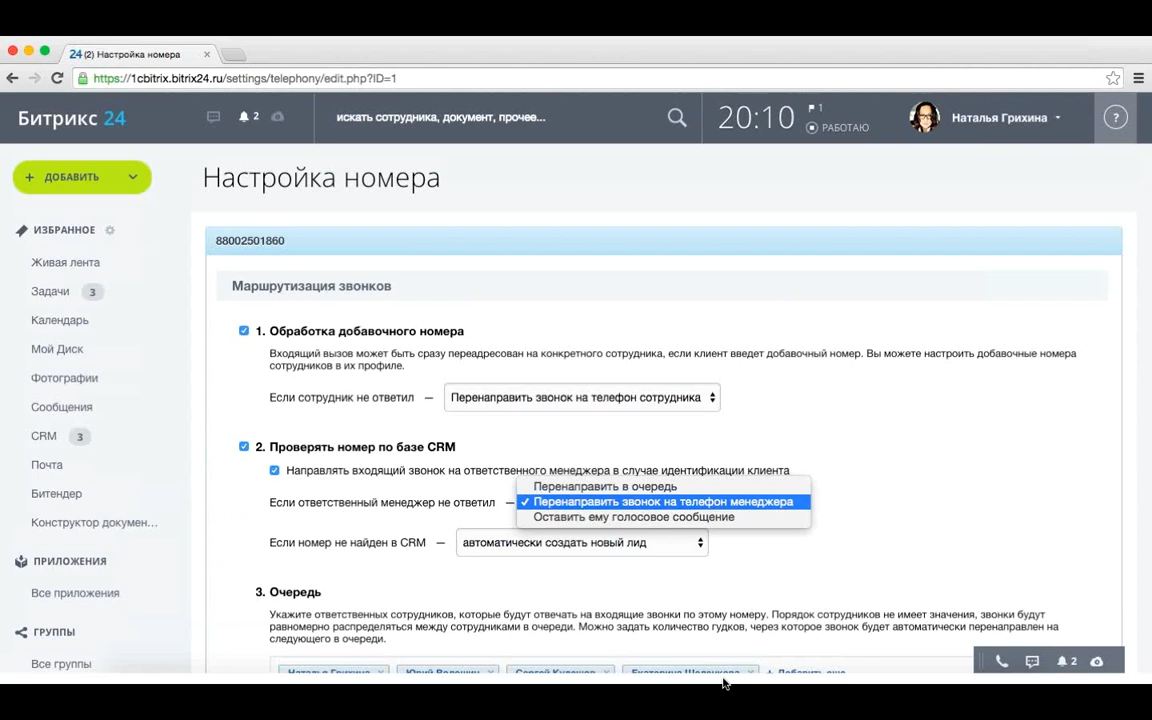 24 (2) Настройка номера
https://1cbitrix.bitrix24.ru/settings/telephony/edit.php?ID=1
Битрикс 24
2
искать сотрудника, документ, прочее...
20:10
1
РАБОТАЮ
Наталья Грихина
?
+ ДОБАВИТЬ
Настройка номера
ИЗБРАННОЕ
Живая лента
Задачи 3
Календарь
Мой Диск
Фотографии
Сообщения
CRM 3
Почта
Битендер
Конструктор докумен...
ПРИЛОЖЕНИЯ
Все приложения
ГРУППЫ
Все группы
88002501860
Маршрутизация звонков
1. Обработка добавочного номера
Входящий вызов может быть сразу переадресован на конкретного сотрудника, если клиент введет добавочный номер. Вы можете настроить добавочные номера
сотрудников в их профиле.
Если сотрудник не ответил — Перенаправить звонок на телефон сотрудника
2. Проверять номер по базе CRM
Направлять входящий звонок на ответственного менеджера в случае идентификации клиента
Если ответственный менеджер не ответил —
Перенаправить в очередь
Перенаправить звонок на телефон менеджера
Оставить ему голосовое сообщение
Если номер не найден в CRM — автоматически создать новый лид
3. Очередь
Укажите ответственных сотрудников, которые будут отвечать на входящие звонки по этому номеру. Порядок сотрудников не имеет значения, звонки будут
равномерно распределяться между сотрудниками в очереди. Можно задать количество гудков, через которое звонок будет автоматически перенаправлен на
следующего в очереди.
Наталья Грихина
+ Добавить еще
2